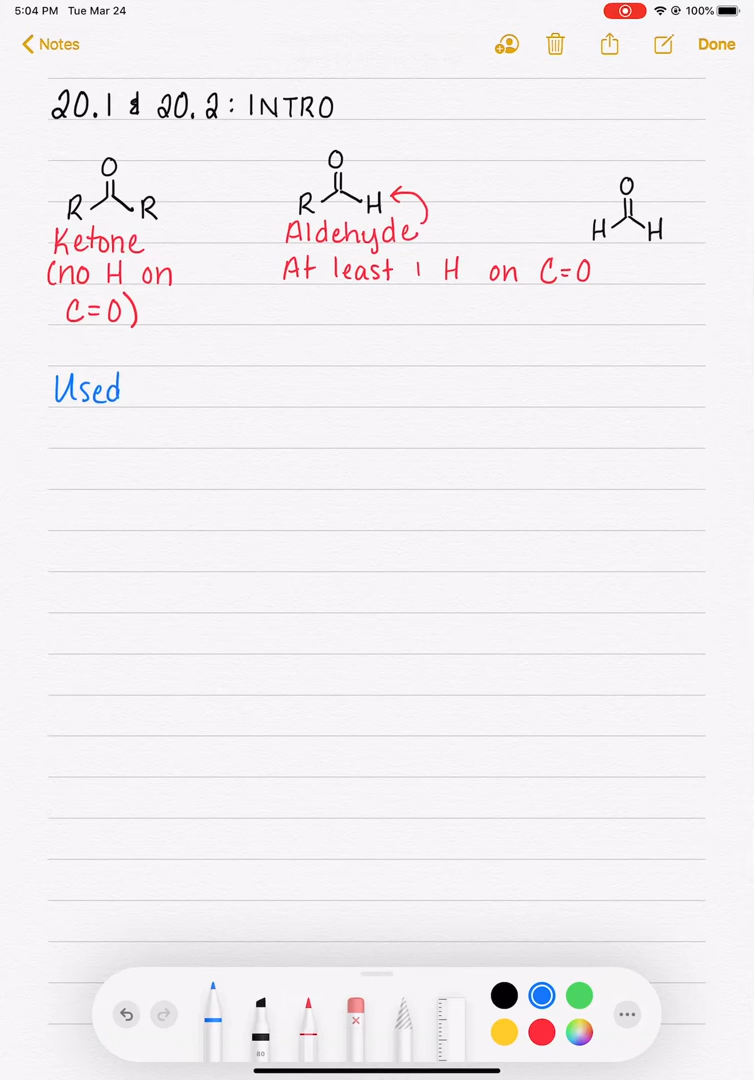 5:04 PM Tue Mar 24 100%
Notes Done
20.1 & 20.2: INTRO
O O O
R R R H H H
Ketone Aldehyde
(no H on At least 1 H on C=O
C=O)
Used
80